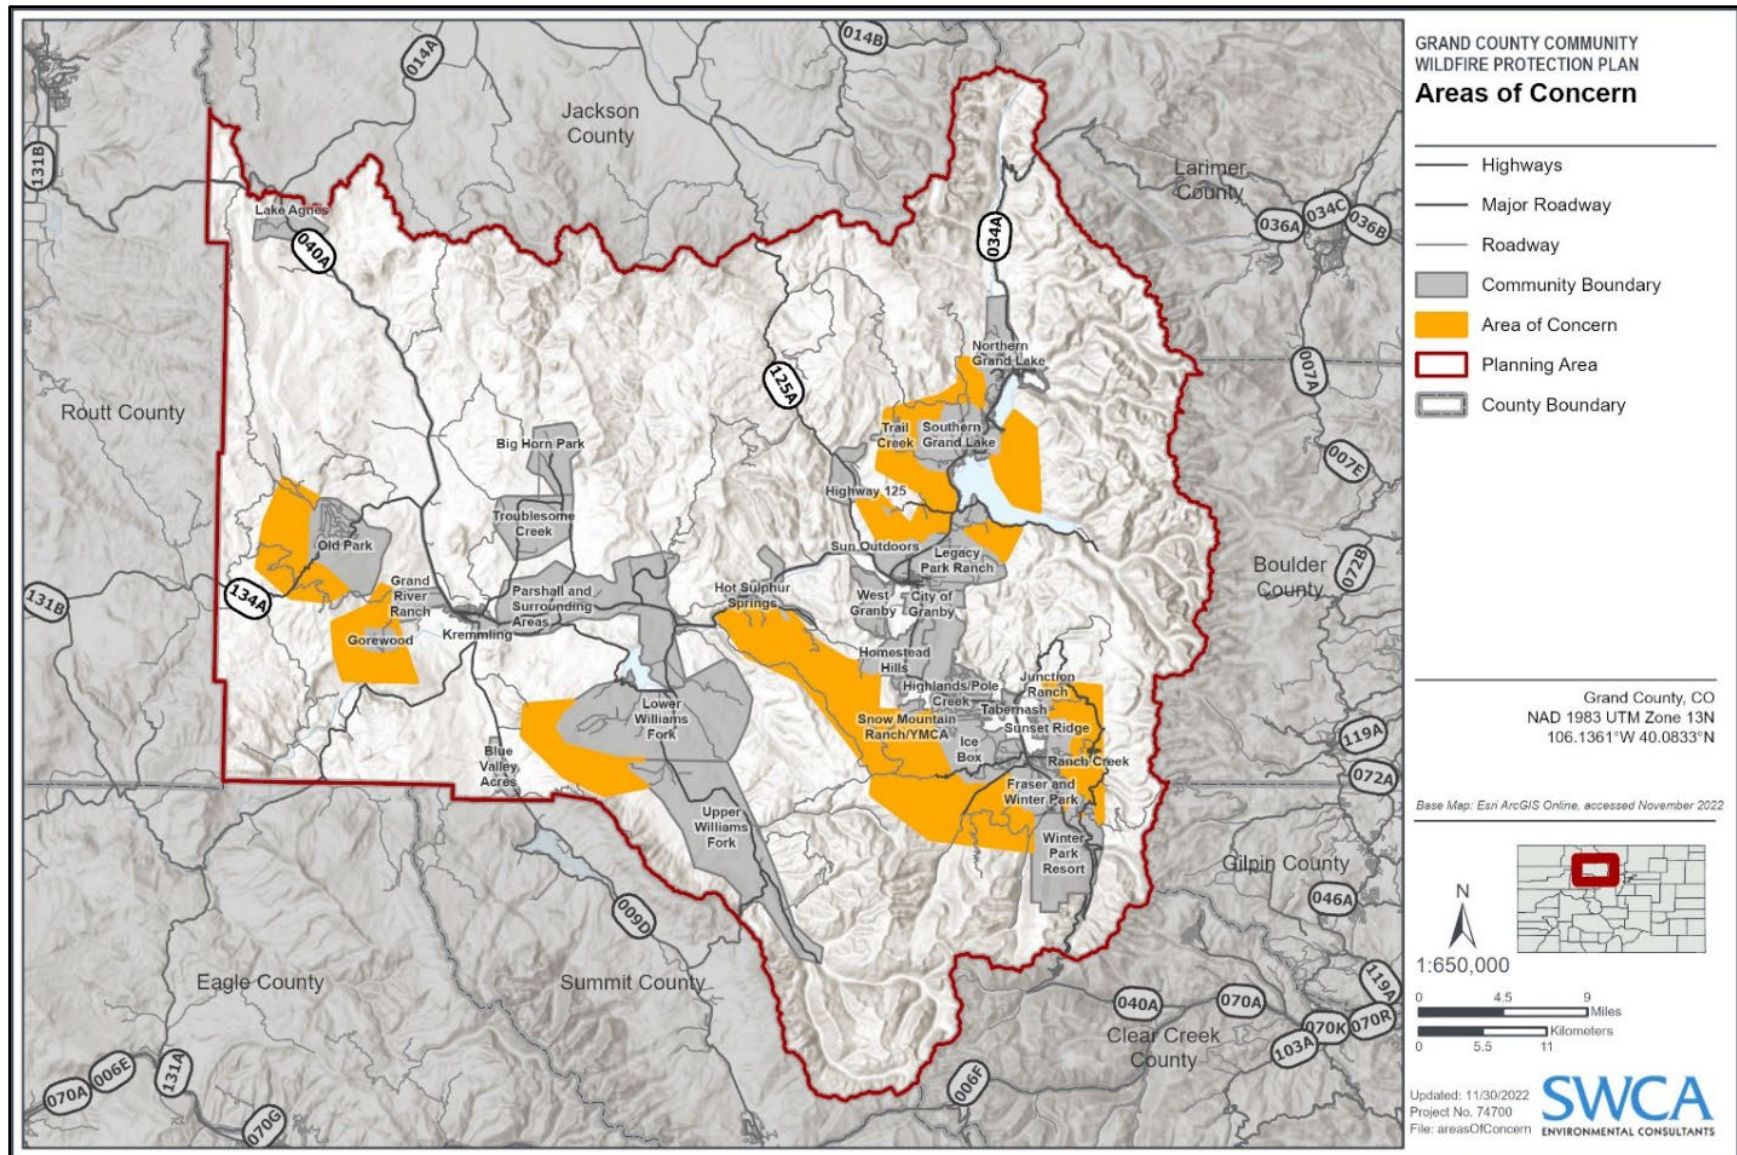 GRAND COUNTY COMMUNITY
WILDFIRE PROTECTION PLAN
Areas of Concern
Highways
Major Roadway
Roadway
Community Boundary
Area of Concern
Planning Area
County Boundary
Grand County, CO
NAD 1983 UTM Zone 13N
106.1361°W 40.0833°N
Base Map: Esri ArcGIS Online, accessed November 2022
N
1:650,000
0 4.5 9
Miles
Kilometers
0 5.5 11
Updated: 11/30/2022
Project No. 74700
File: areasOfConcern
SWCA
ENVIRONMENTAL CONSULTANTS
014A
014B
131B
Jackson
County
Larimer
County
036A
034C
036B
Lake Agnes
040A
034A
Northern
Grand Lake
007A
125A
Routt County
Big Horn Park
Trail
Creek
Southern
Grand Lake
007E
Highway 125
Troublesome
Creek
Old Park
Sun Outdoors
Legacy
Park Ranch
Boulder
County
072B
131B
134A
Grand
River
Ranch
Parshall and
Surrounding
Areas
Hot Sulphur
Springs
West
Granby
City of
Granby
Gorewood
Kremmling
Homestead
Hills
Highlands/Pole
Creek
Junction
Ranch
Tabernash
Lower
Williams
Fork
Snow Mountain
Ranch/YMCA
Sunset Ridge
Ice
Box
Ranch Creek
119A
Blue
Valley
Acres
072A
Fraser and
Winter Park
Upper
Williams
Fork
Winter
Park
Resort
Gilpin County
046A
009D
Eagle County
Summit County
119A
040A
070A
070K
070R
103A
Clear Creek
County
070A
006E
131A
070G
006F